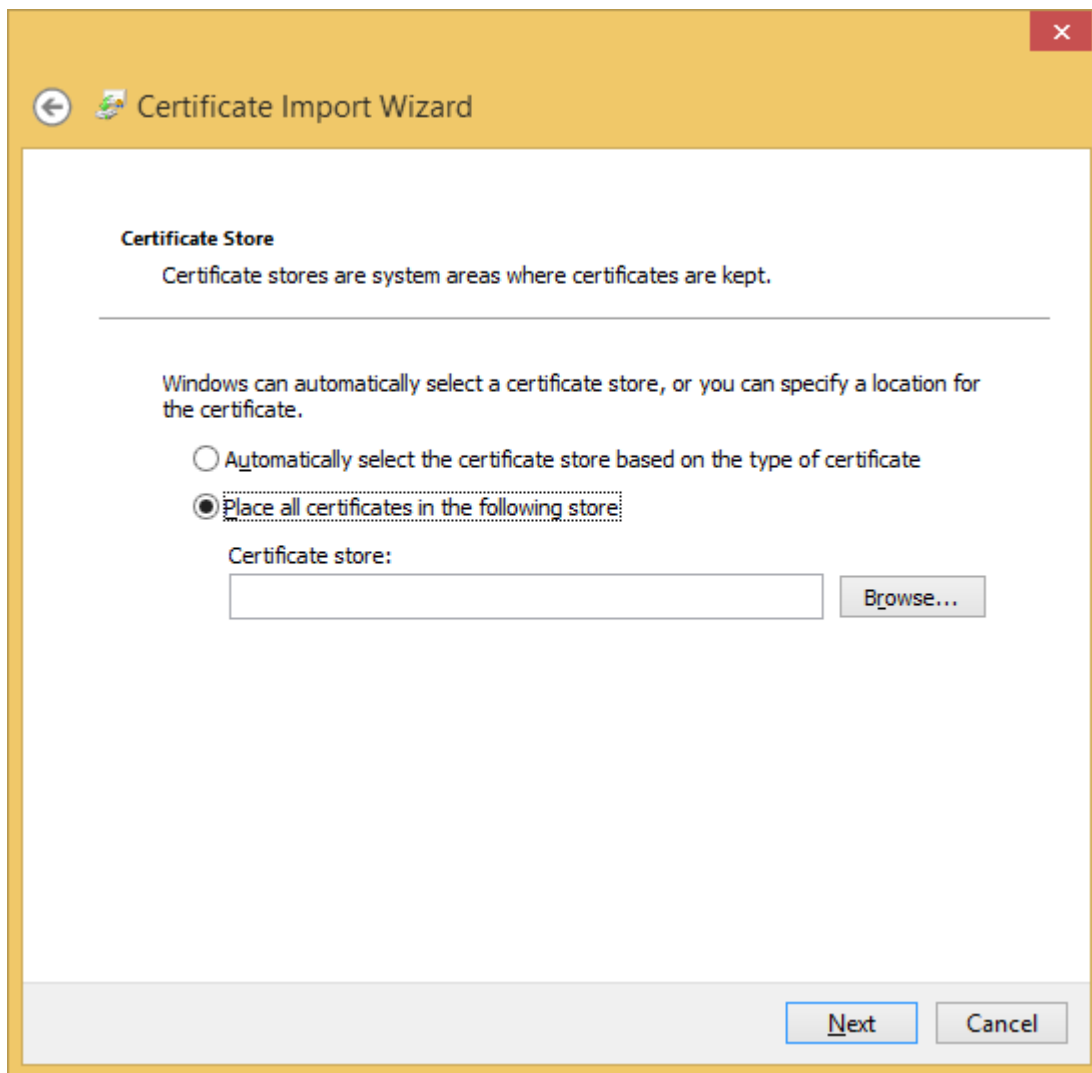 Certificate Import Wizard
Certificate Store
Certificate stores are system areas where certificates are kept.
Windows can automatically select a certificate store, or you can specify a location for
the certificate.
Automatically select the certificate store based on the type of certificate
Place all certificates in the following store
Certificate store:
Browse...
Next
Cancel